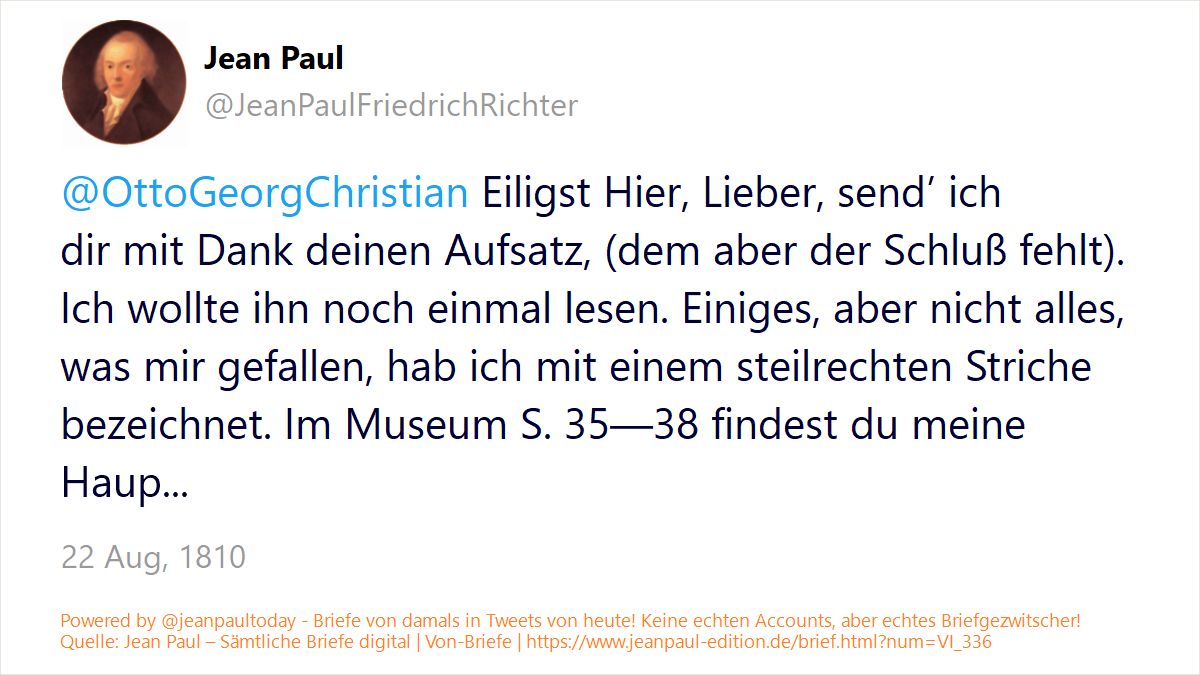 Jean Paul
@JeanPaulFriedrichRichter
@OttoGeorgChristian Eiligst Hier, Lieber, send’ ich
dir mit Dank deinen Aufsatz, (dem aber der Schluß fehlt).
Ich wollte ihn noch einmal lesen. Einiges, aber nicht alles,
was mir gefallen, hab ich mit einem steilrechten Striche
bezeichnet. Im Museum S. 35—38 findest du meine
Haup...
22 Aug, 1810
Powered by @jeanpaultoday - Briefe von damals in Tweets von heute! Keine echten Accounts, aber echtes Briefgezwitscher!
Quelle: Jean Paul – Sämtliche Briefe digital | Von-Briefe | https://www.jeanpaul-edition.de/brief.html?num=VI_336